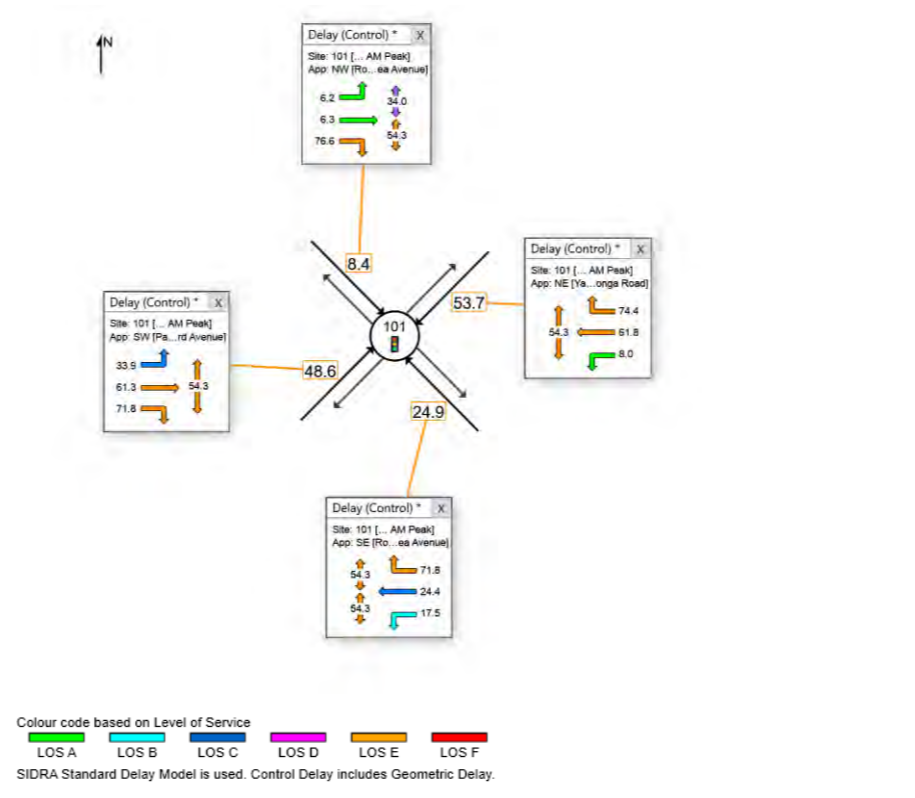 N
Delay (Control) * X
Site: 101 [... AM Peak]
App: NW [Ro...ea Avenue]
6.2
34.0
6.3
54.3
76.6
8.4
Delay (Control) * X
Site: 101 [... AM Peak]
App: NE [Ya...onga Road]
74.4
54.3
61.8
8.0
53.7
101
Delay (Control) * X
Site: 101 [... AM Peak]
App: SW [Pa...rd Avenue]
33.9
61.3
54.3
71.8
48.6
24.9
Delay (Control) * X
Site: 101 [... AM Peak]
App: SE [Ro...ea Avenue]
54.3
71.8
24.4
54.3
17.5
Colour code based on Level of Service
LOS A LOS B LOS C LOS D LOS E LOS F
SIDRA Standard Delay Model is used. Control Delay includes Geometric Delay.